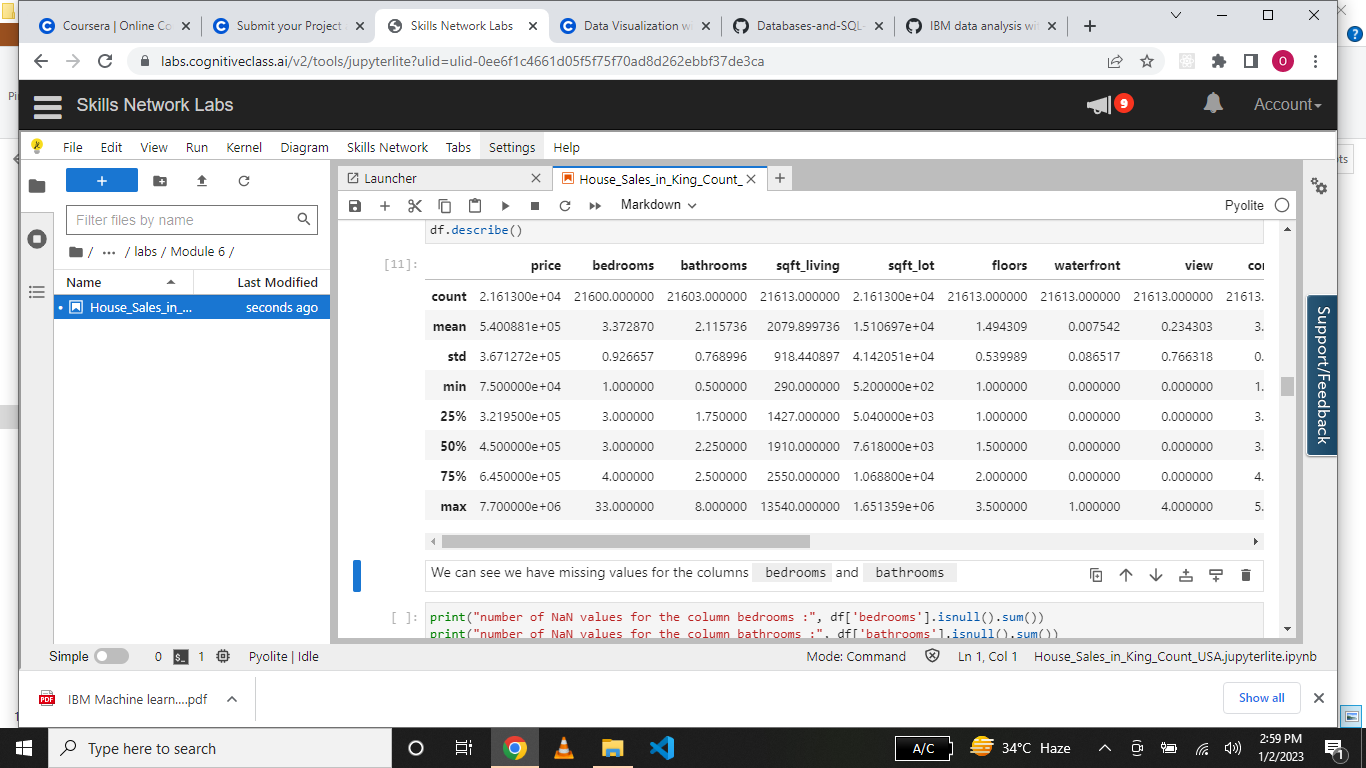 Coursera | Online Co
Submit your Project
Skills Network Labs
Data Visualization w
Databases-and-SQL-
IBM data analysis wi
labs.cognitiveclass.ai/v2/tools/jupyterlite?ulid=ulid-0ee6f1c4661d05f5f75f70ad8d262ebbf37de3ca
O
?
Skills Network Labs
9
Account
File Edit View Run Kernel Diagram Skills Network Tabs Settings Help
+
Launcher
House_Sales_in_King_Count_
+
Filter files by name
Markdown
Pyolite
/ ... / labs / Module 6 /
Name Last Modified
House_Sales_in_... seconds ago
df.describe()
[11]:
price bedrooms bathrooms sqft_living sqft_lot floors waterfront view cor
count 2.161300e+04 21600.000000 21603.000000 21613.000000 2.161300e+04 21613.000000 21613.000000 21613.000000 21613.
mean 5.400881e+05 3.372870 2.115736 2079.899736 1.510697e+04 1.494309 0.007542 0.234303 3.
std 3.671272e+05 0.926657 0.768996 918.440897 4.142051e+04 0.539989 0.086517 0.766318 0.
min 7.500000e+04 1.000000 0.500000 290.000000 5.200000e+02 1.000000 0.000000 0.000000 1.
25% 3.219500e+05 3.000000 1.750000 1427.000000 5.040000e+03 1.000000 0.000000 0.000000 3.
50% 4.500000e+05 3.000000 2.250000 1910.000000 7.618000e+03 1.500000 0.000000 0.000000 3.
75% 6.450000e+05 4.000000 2.500000 2550.000000 1.068800e+04 2.000000 0.000000 0.000000 4.
max 7.700000e+06 33.000000 8.000000 13540.000000 1.651359e+06 3.500000 1.000000 4.000000 5.
Support/Feedback
We can see we have missing values for the columns bedrooms and bathrooms
[ ]:
print("number of NaN values for the column bedrooms :", df['bedrooms'].isnull().sum())
print("number of NaN values for the column bathrooms :", df['bathrooms'].isnull().sum())
Simple 0 1 Pyolite | Idle Mode: Command Ln 1, Col 1 House_Sales_in_King_Count_USA.jupyterlite.ipynb
PDF
IBM Machine learn....pdf
Show all
Type here to search
A/C
34°C Haze
2:59 PM
1/2/2023
1